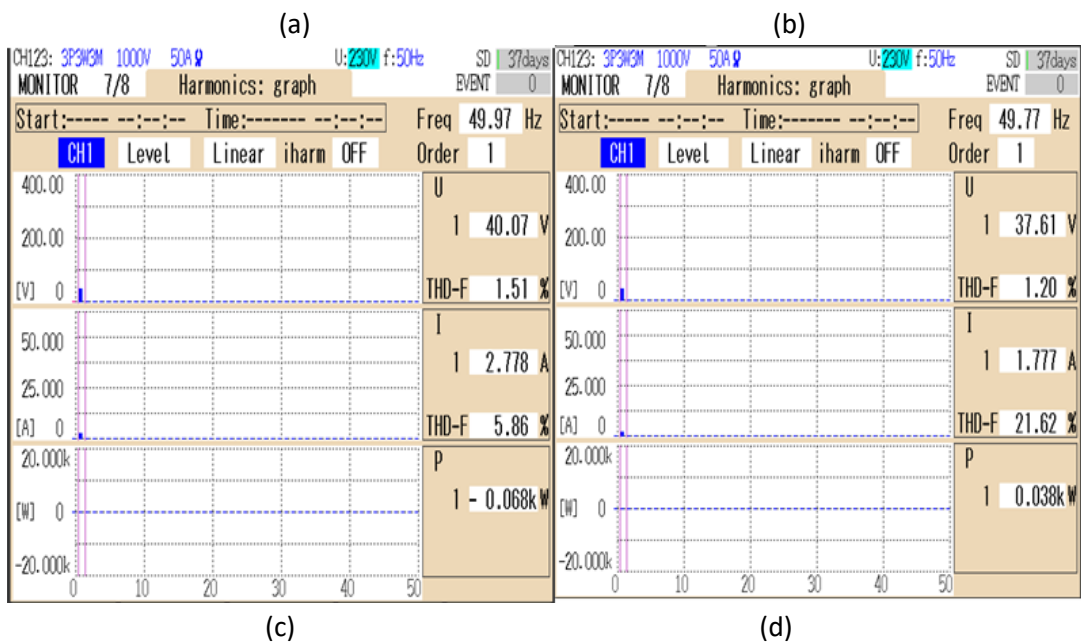 (a) (b)
CH123: 3P3W3M 1000V 50A U:230V f:50Hz SD 37days
MONITOR 7/8 Harmonics: graph EVENT 0
Start:----- --:--:-- Time:------- --:--:-- Freq 49.97 Hz
CH1 Level Linear iharm OFF Order 1
400.00 U
1 40.07 V
200.00
[V] 0 THD-F 1.51 %
I
50.000 1 2.778 A
25.000
[A] 0 THD-F 5.86 %
20.000k P
1 - 0.068k W
[W] 0
-20.000k
0 10 20 30 40 50
CH123: 3P3W3M 1000V 50A U:230V f:50Hz SD 37days
MONITOR 7/8 Harmonics: graph EVENT 0
Start:----- --:--:-- Time:------- --:--:-- Freq 49.77 Hz
CH1 Level Linear iharm OFF Order 1
400.00 U
1 37.61 V
200.00
[V] 0 THD-F 1.20 %
I
50.000 1 1.777 A
25.000
[A] 0 THD-F 21.62 %
20.000k P
1 0.038k W
[W] 0
-20.000k
0 10 20 30 40 50
(c) (d)